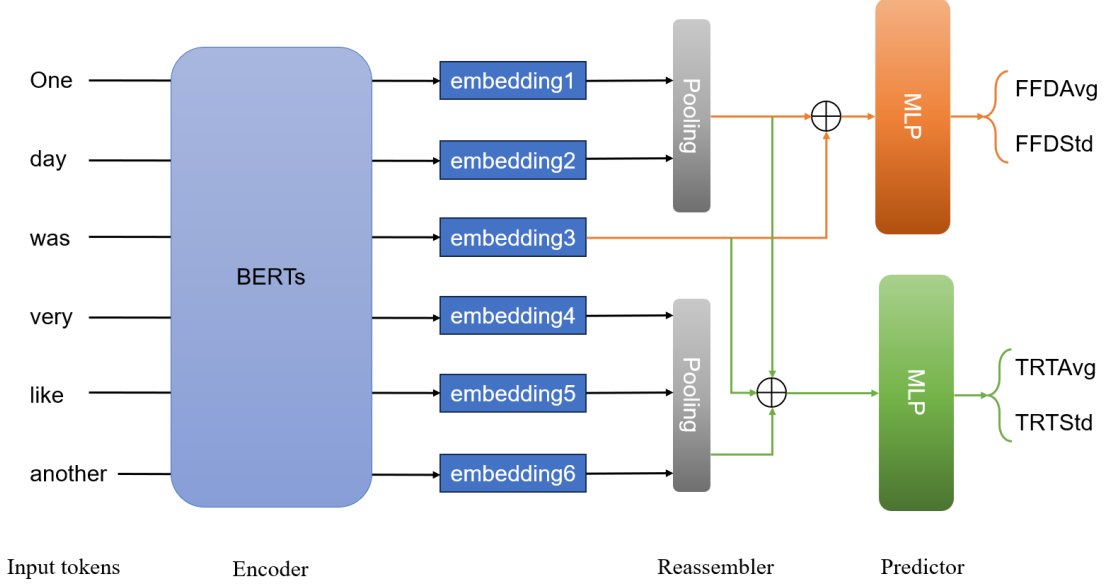 One
day
was
very
like
another
BERTs
embedding1
embedding2
embedding3
embedding4
embedding5
embedding6
Pooling
Pooling
MLP
MLP
FFDAvg
FFDStd
TRTAvg
TRTStd
Input tokens
Encoder
Reassembler
Predictor